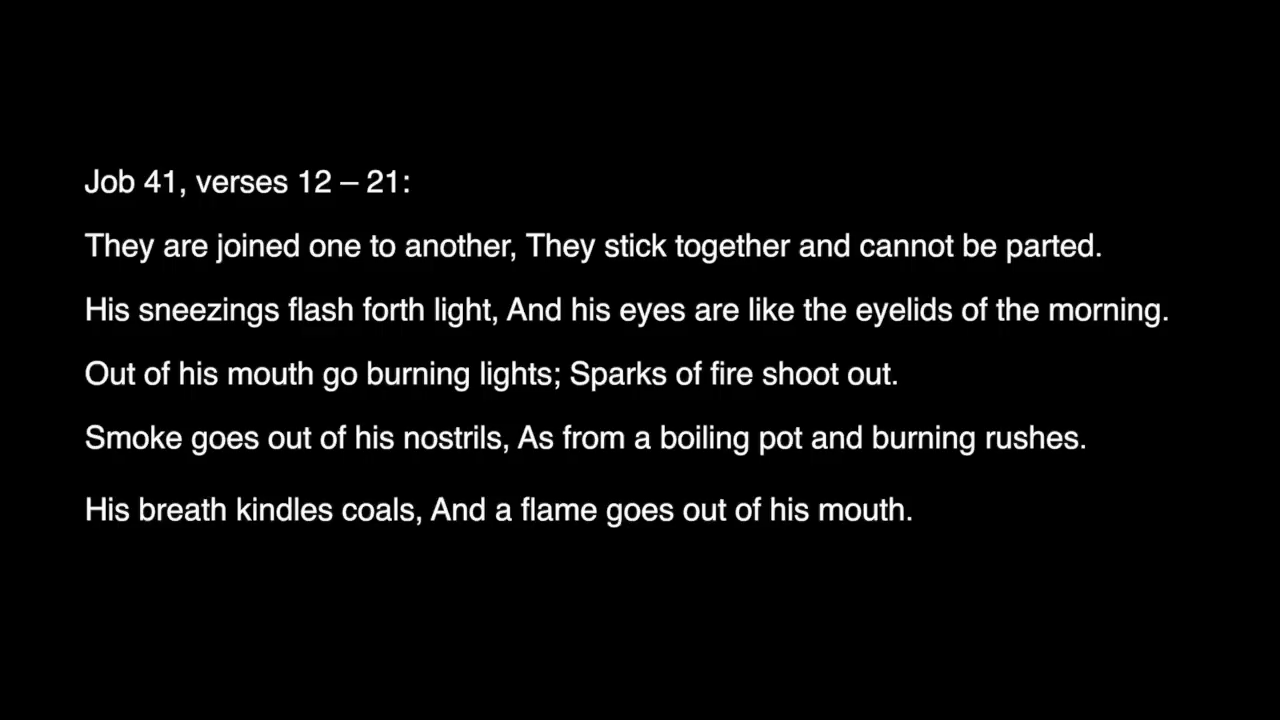 Job 41, verses 12 – 21:
They are joined one to another, They stick together and cannot be parted.
His sneezings flash forth light, And his eyes are like the eyelids of the morning.
Out of his mouth go burning lights; Sparks of fire shoot out.
Smoke goes out of his nostrils, As from a boiling pot and burning rushes.
His breath kindles coals, And a flame goes out of his mouth.